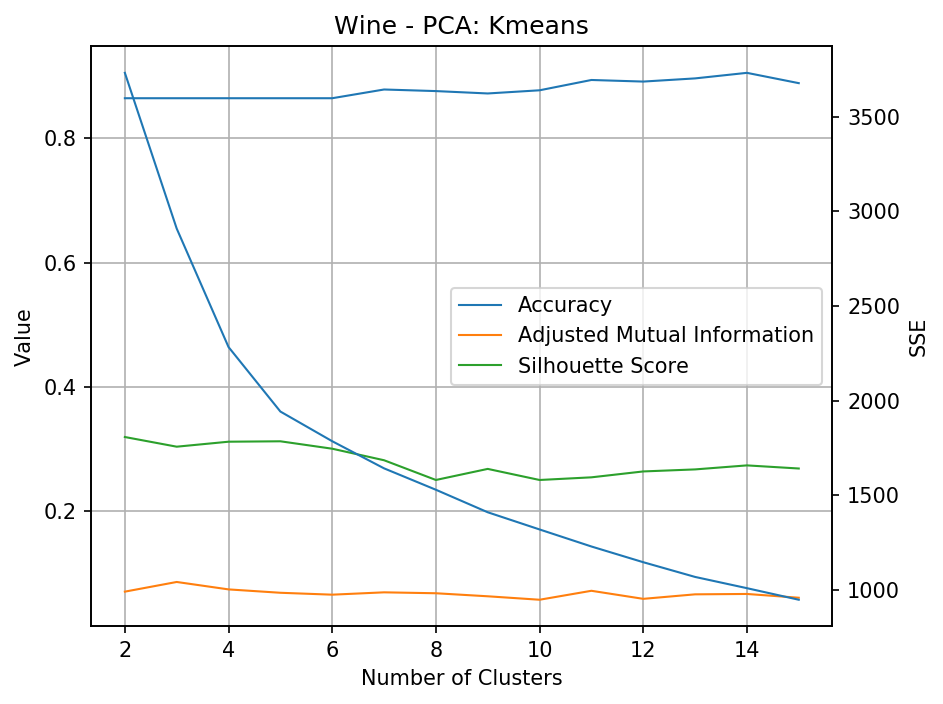 Wine - PCA: Kmeans
Value
0.8
0.6
0.4
0.2
3500
3000
2500
2000
1500
1000
SSE
Accuracy
Adjusted Mutual Information
Silhouette Score
2 4 6 8 10 12 14
Number of Clusters